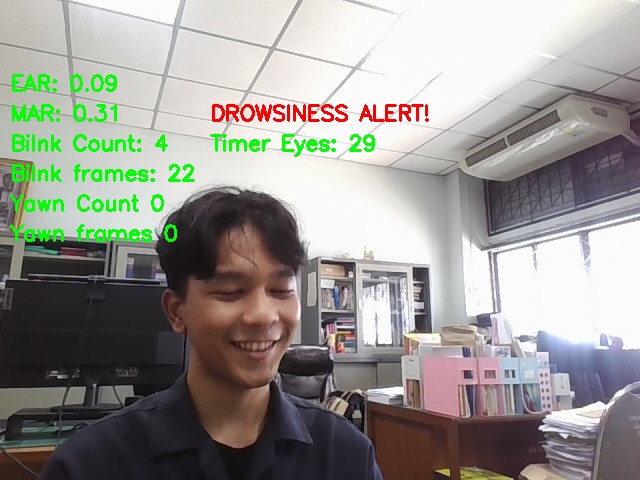 EAR: 0.09
MAR: 0.31 DROWSINESS ALERT!
Bilnk Count: 4 Timer Eyes: 29
Bilnk frames: 22
Yawn Count 0
Yawn frames 0